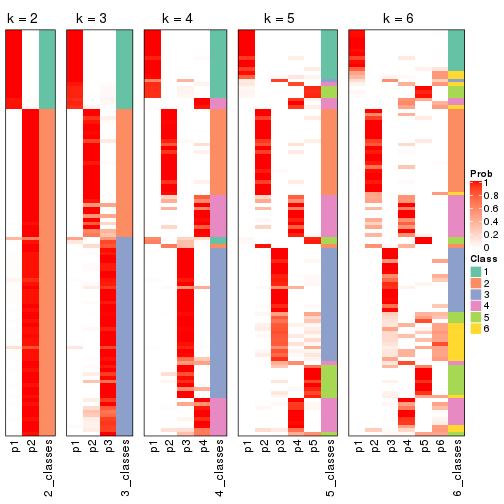 k = 2
k = 3
k = 4
k = 5
k = 6
p1
p2
2_classes
p1
p2
p3
3_classes
p1
p2
p3
p4
4_classes
p1
p2
p3
p4
p5
5_classes
p1
p2
p3
p4
p5
p6
6_classes
Prob
1
0.8
0.6
0.4
0.2
0
Class
1
2
3
4
5
6